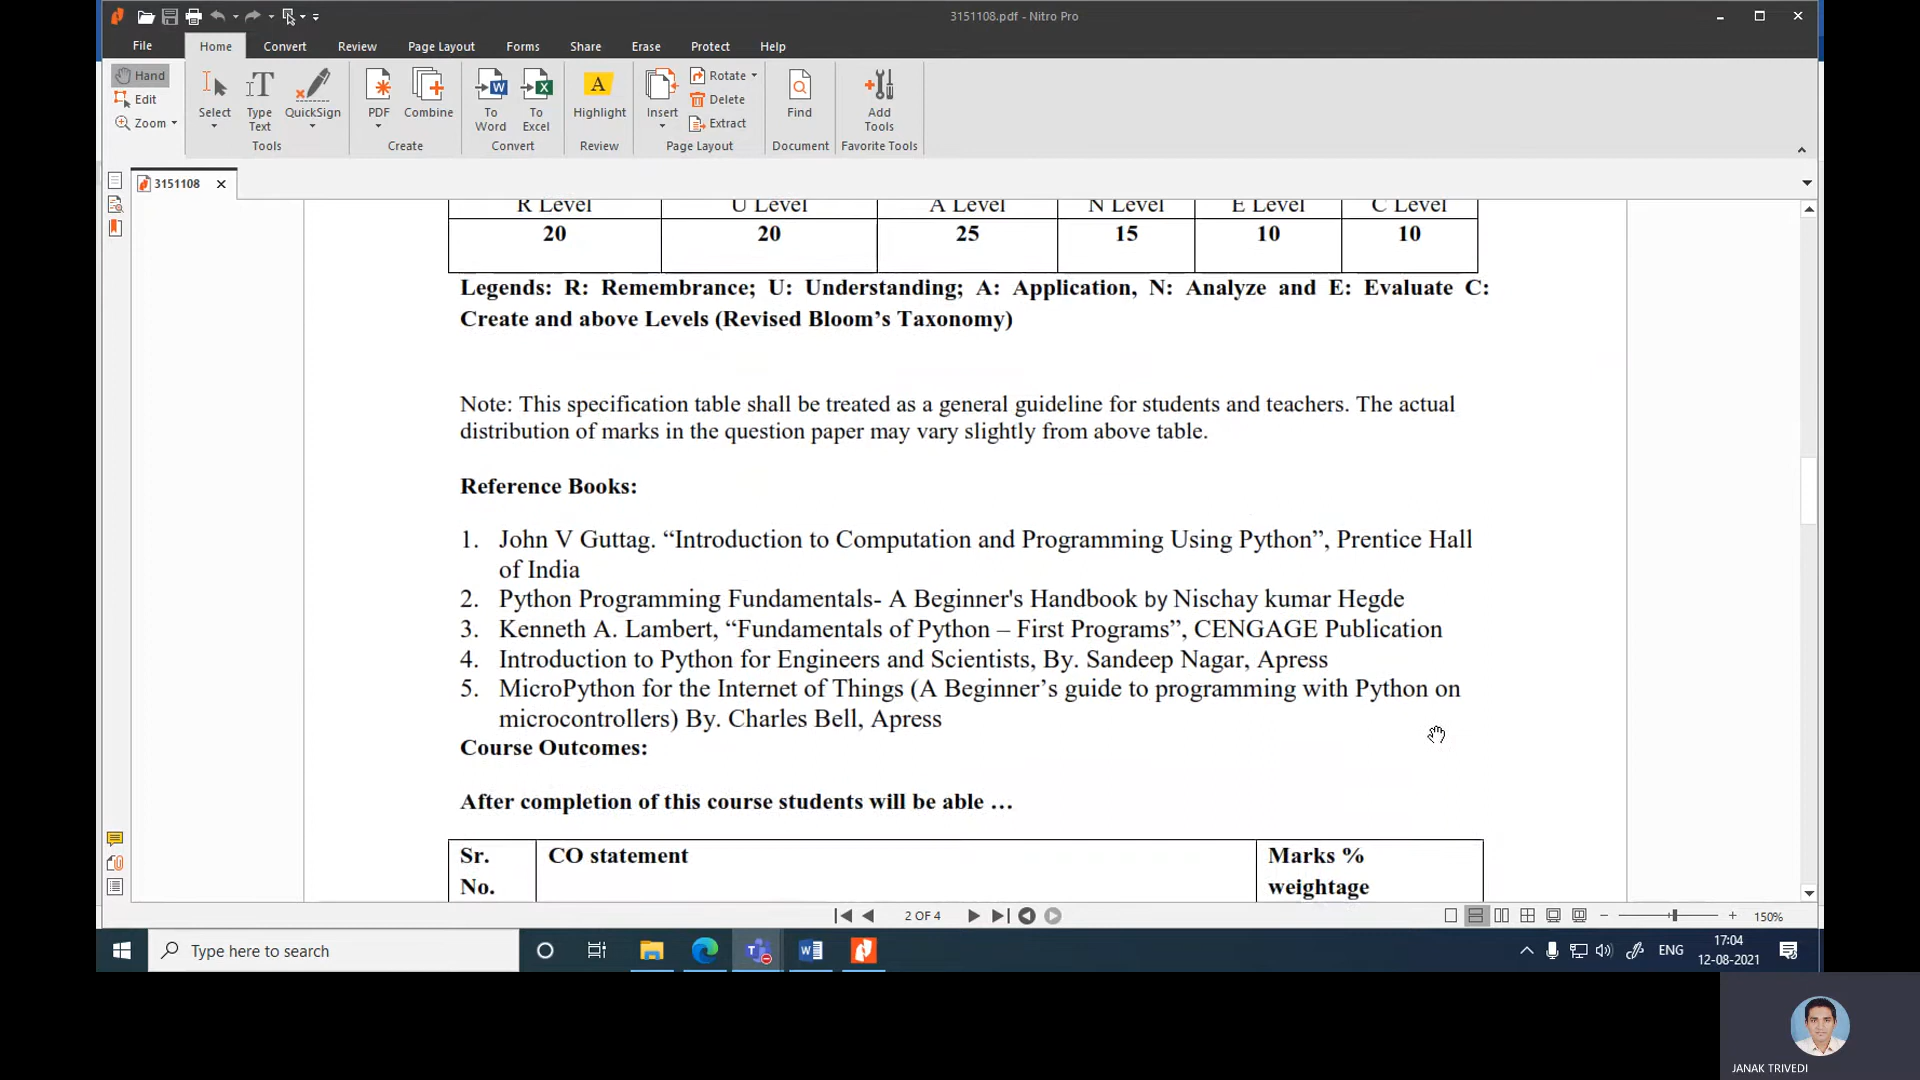 3151108.pdf - Nitro Pro
File
Home
Convert
Review
Page Layout
Forms
Share
Erase
Protect
Help
Hand
Edit
Zoom
Select
Type Text
QuickSign
Tools
PDF
Combine
Create
To Word
To Excel
Convert
Highlight
Review
Insert
Rotate
Delete
Extract
Page Layout
Find
Document
Add Tools
Favorite Tools
3151108
R Level U Level A Level N Level E Level C Level
20 20 25 15 10 10
Legends: R: Remembrance; U: Understanding; A: Application, N: Analyze and E: Evaluate C:
Create and above Levels (Revised Bloom’s Taxonomy)
Note: This specification table shall be treated as a general guideline for students and teachers. The actual
distribution of marks in the question paper may vary slightly from above table.
Reference Books:
1. John V Guttag. “Introduction to Computation and Programming Using Python”, Prentice Hall
of India
2. Python Programming Fundamentals- A Beginner's Handbook by Nischay kumar Hegde
3. Kenneth A. Lambert, “Fundamentals of Python – First Programs”, CENGAGE Publication
4. Introduction to Python for Engineers and Scientists, By. Sandeep Nagar, Apress
5. MicroPython for the Internet of Things (A Beginner’s guide to programming with Python on
microcontrollers) By. Charles Bell, Apress
Course Outcomes:
After completion of this course students will be able …
Sr. CO statement Marks %
No. weightage
2 OF 4
150%
Type here to search
ENG
17:04
12-08-2021
JANAK TRIVEDI